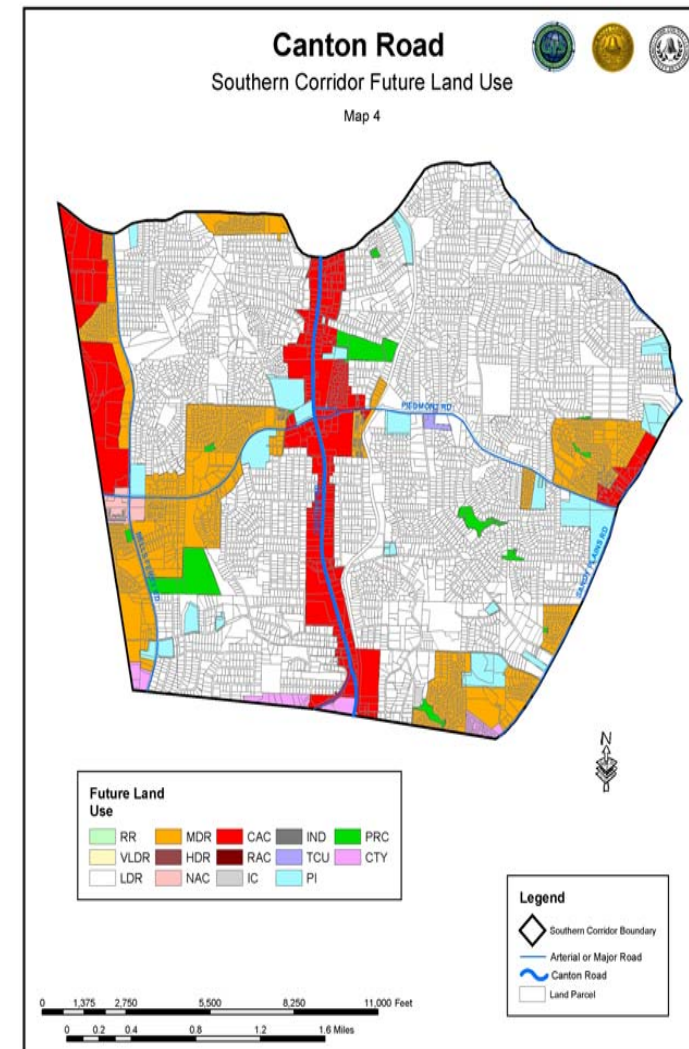 Canton Road
Southern Corridor Future Land Use
Map 4
PIEDMONT RD
SANDY PLAINS RD
N
Future Land
Use
RR MDR CAC IND PRC
VLDR HDR RAC TCU CTY
LDR NAC IC PI
Legend
Southern Corridor Boundary
Arterial or Major Road
Canton Road
Land Parcel
0 1,375 2,750 5,500 8,250 11,000 Feet
0 0.2 0.4 0.8 1.2 1.6 Miles